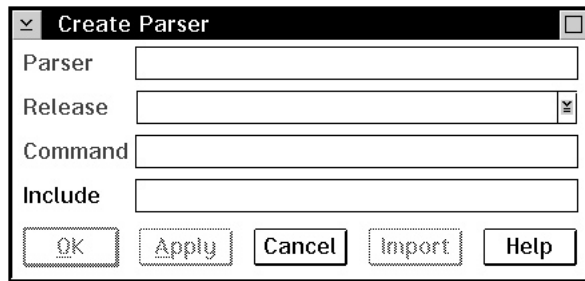 Create Parser
Parser
Release
Command
Include
OK Apply Cancel Import Help